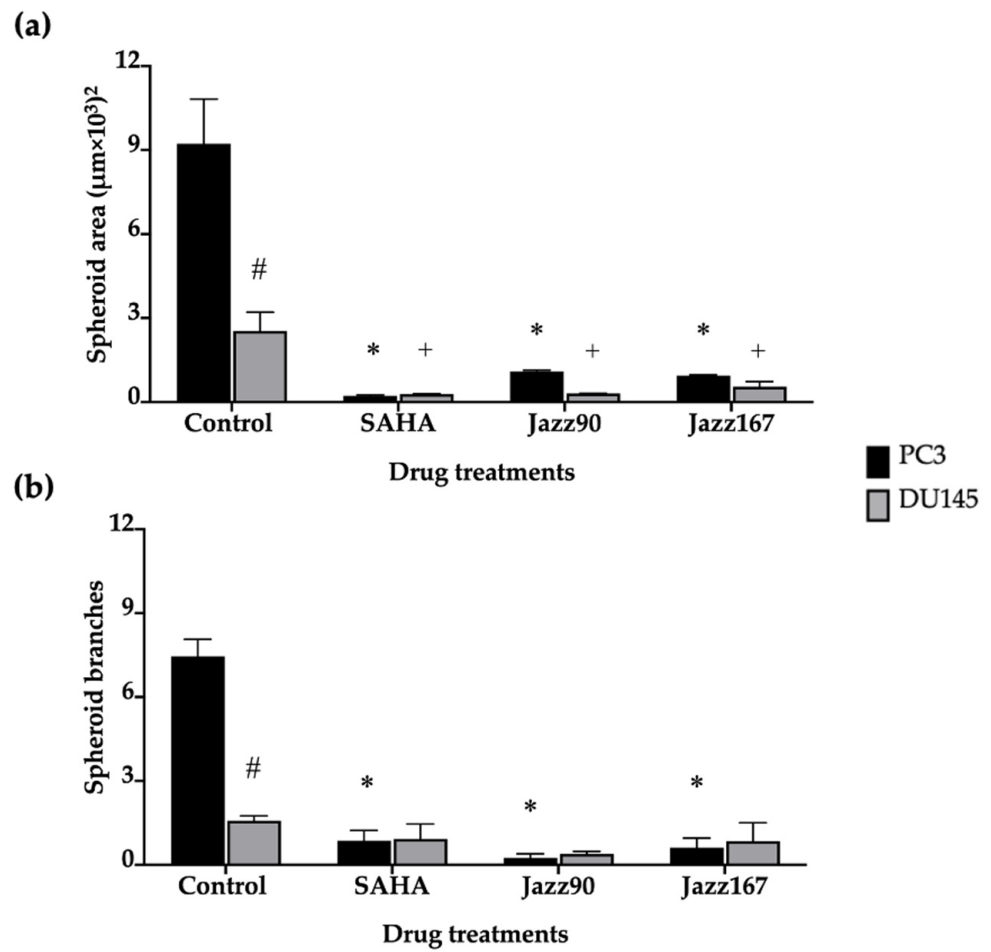 (a)
Spheroid area (µm×10³)²
12
9
6
3
0
#
*
+
*
+
*
+
Control SAHA Jazz90 Jazz167
Drug treatments
PC3
DU145
(b)
Spheroid branches
12
9
6
3
0
#
*
*
*
Control SAHA Jazz90 Jazz167
Drug treatments